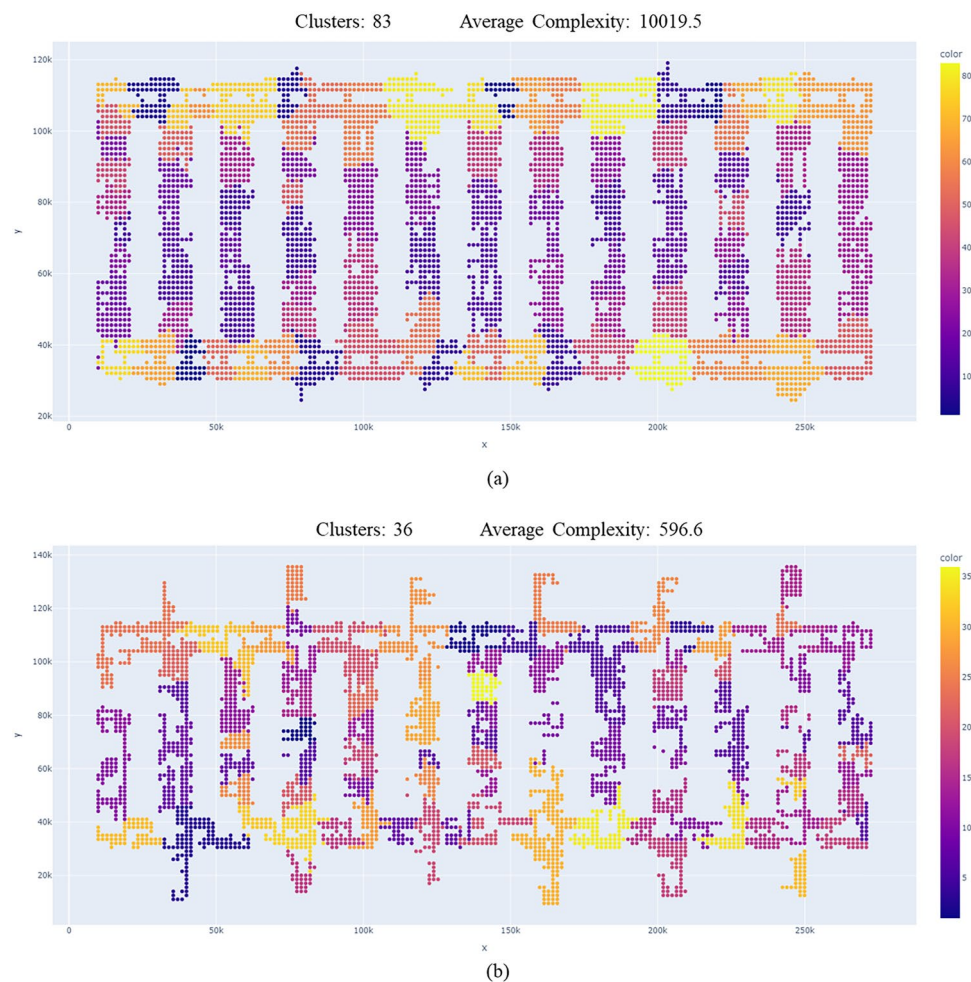 Clusters: 83 Average Complexity: 10019.5
color
120k
100k
80k
60k
40k
20k
y
0 50k 100k 150k 200k 250k
x
80
70
60
50
40
30
20
10
(a)
Clusters: 36 Average Complexity: 596.6
color
140k
120k
100k
80k
60k
40k
20k
y
0 50k 100k 150k 200k 250k
x
35
30
25
20
15
10
5
(b)